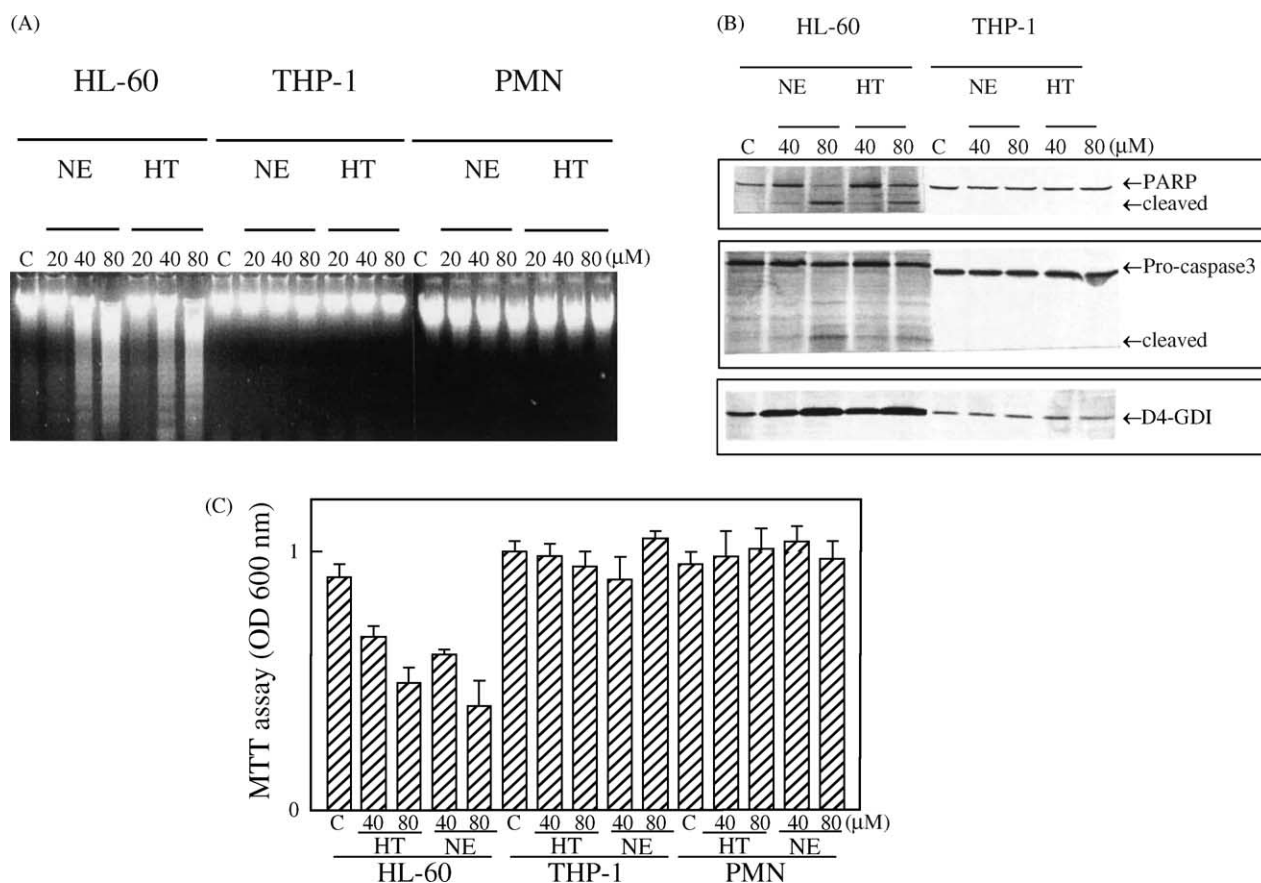 (A)
HL-60 THP-1 PMN
NE HT NE HT NE HT
C 20 40 80 20 40 80 C 20 40 80 20 40 80 C 20 40 80 20 40 80 (μM)
(B)
HL-60 THP-1
NE HT NE HT
C 40 80 40 80 C 40 80 40 80 (μM)
←PARP
←cleaved
←Pro-caspase3
←cleaved
←D4-GDI
(C)
MTT assay (OD 600 nm)
1
0
C 40 80 40 80 C 40 80 40 80 C 40 80 40 80 (μM)
HT NE HT NE HT NE
HL-60 THP-1 PMN